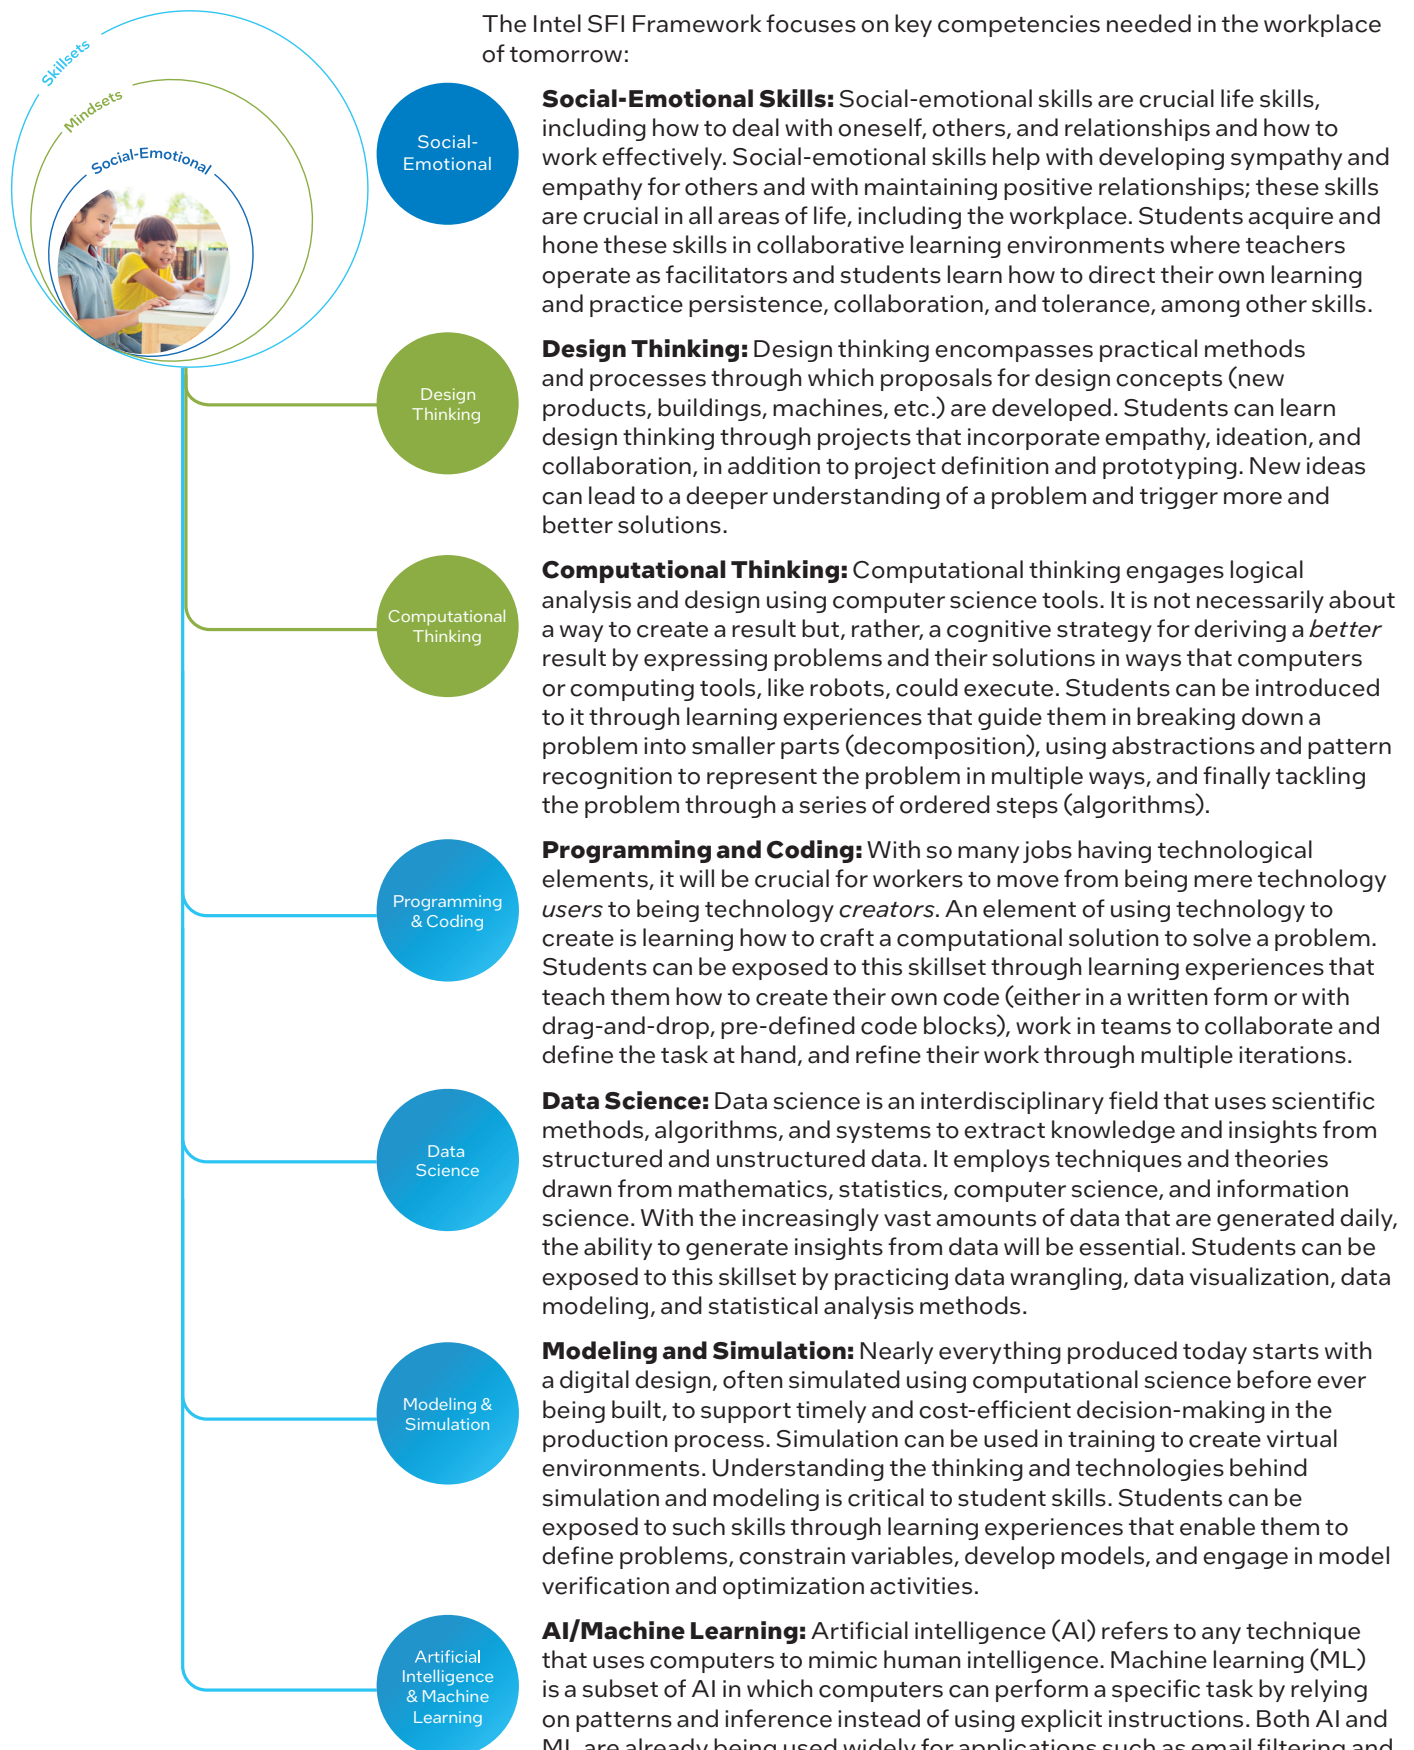 The Intel SFI Framework focuses on key competencies needed in the workplace
of tomorrow:
Skillsets
Mindsets
Social-Emotional
Social-
Emotional
Social-Emotional Skills: Social-emotional skills are crucial life skills,
including how to deal with oneself, others, and relationships and how to
work effectively. Social-emotional skills help with developing sympathy and
empathy for others and with maintaining positive relationships; these skills
are crucial in all areas of life, including the workplace. Students acquire and
hone these skills in collaborative learning environments where teachers
operate as facilitators and students learn how to direct their own learning
and practice persistence, collaboration, and tolerance, among other skills.
Design
Thinking
Design Thinking: Design thinking encompasses practical methods
and processes through which proposals for design concepts (new
products, buildings, machines, etc.) are developed. Students can learn
design thinking through projects that incorporate empathy, ideation, and
collaboration, in addition to project definition and prototyping. New ideas
can lead to a deeper understanding of a problem and trigger more and
better solutions.
Computational
Thinking
Computational Thinking: Computational thinking engages logical
analysis and design using computer science tools. It is not necessarily about
a way to create a result but, rather, a cognitive strategy for deriving a better
result by expressing problems and their solutions in ways that computers
or computing tools, like robots, could execute. Students can be introduced
to it through learning experiences that guide them in breaking down a
problem into smaller parts (decomposition), using abstractions and pattern
recognition to represent the problem in multiple ways, and finally tackling
the problem through a series of ordered steps (algorithms).
Programming
& Coding
Programming and Coding: With so many jobs having technological
elements, it will be crucial for workers to move from being mere technology
users to being technology creators. An element of using technology to
create is learning how to craft a computational solution to solve a problem.
Students can be exposed to this skillset through learning experiences that
teach them how to create their own code (either in a written form or with
drag-and-drop, pre-defined code blocks), work in teams to collaborate and
define the task at hand, and refine their work through multiple iterations.
Data
Science
Data Science: Data science is an interdisciplinary field that uses scientific
methods, algorithms, and systems to extract knowledge and insights from
structured and unstructured data. It employs techniques and theories
drawn from mathematics, statistics, computer science, and information
science. With the increasingly vast amounts of data that are generated daily,
the ability to generate insights from data will be essential. Students can be
exposed to this skillset by practicing data wrangling, data visualization, data
modeling, and statistical analysis methods.
Modeling &
Simulation
Modeling and Simulation: Nearly everything produced today starts with
a digital design, often simulated using computational science before ever
being built, to support timely and cost-efficient decision-making in the
production process. Simulation can be used in training to create virtual
environments. Understanding the thinking and technologies behind
simulation and modeling is critical to student skills. Students can be
exposed to such skills through learning experiences that enable them to
define problems, constrain variables, develop models, and engage in model
verification and optimization activities.
Artificial
Intelligence
& Machine
Learning
AI/Machine Learning: Artificial intelligence (AI) refers to any technique
that uses computers to mimic human intelligence. Machine learning (ML)
is a subset of AI in which computers can perform a specific task by relying
on patterns and inference instead of using explicit instructions. Both AI and
ML are already being used widely for applications such as email filtering and